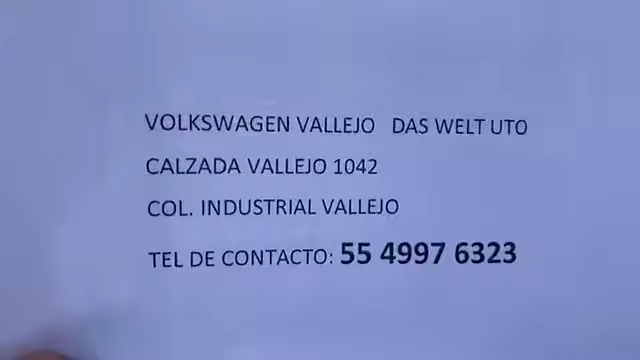 VOLKSWAGEN VALLEJO DAS WELT UTO
CALZADA VALLEJO 1042
COL. INDUSTRIAL VALLEJO
TEL DE CONTACTO: 55 4997 6323